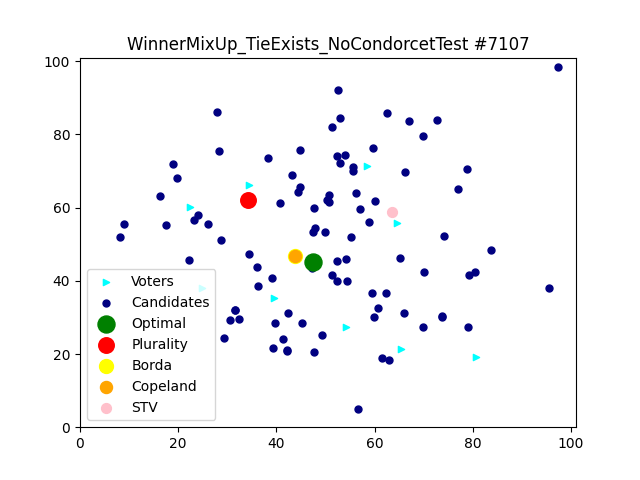 WinnerMixUp_TieExists_NoCondorcetTest #7107
100
80
60
40
20
0
Voters
Candidates
Optimal
Plurality
Borda
Copeland
STV
0
20
40
60
80
100